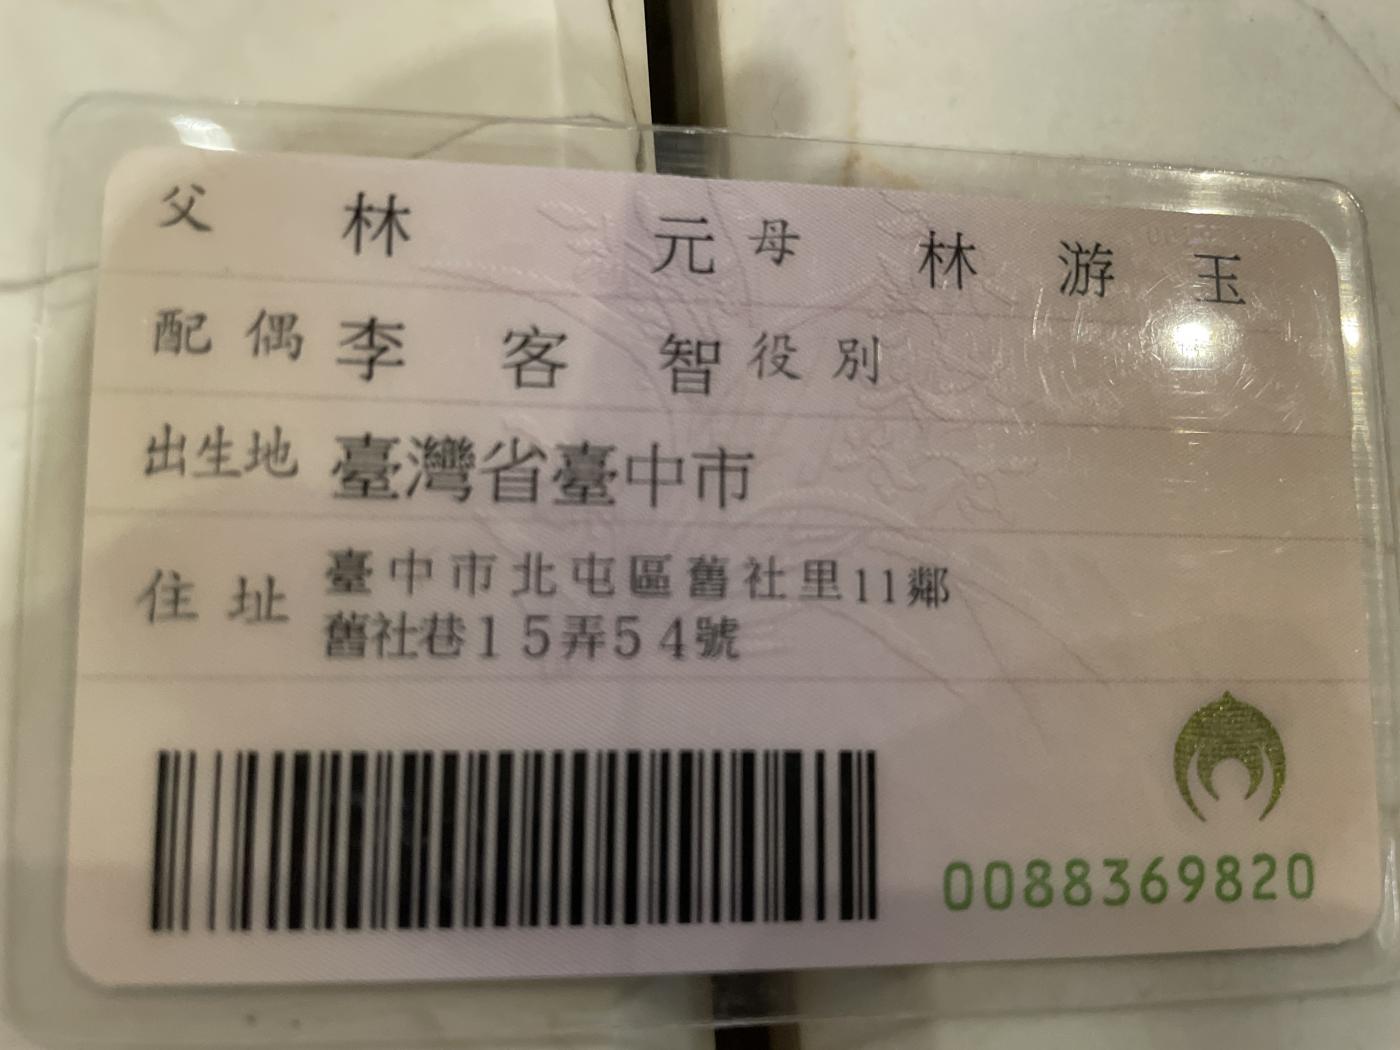 父 林 元 母 林 游 玉
配偶 李 客 智 役別
出生地 臺灣省臺中市
住址 臺中市北屯區舊社里11鄰
舊社巷15弄54號
0088369820